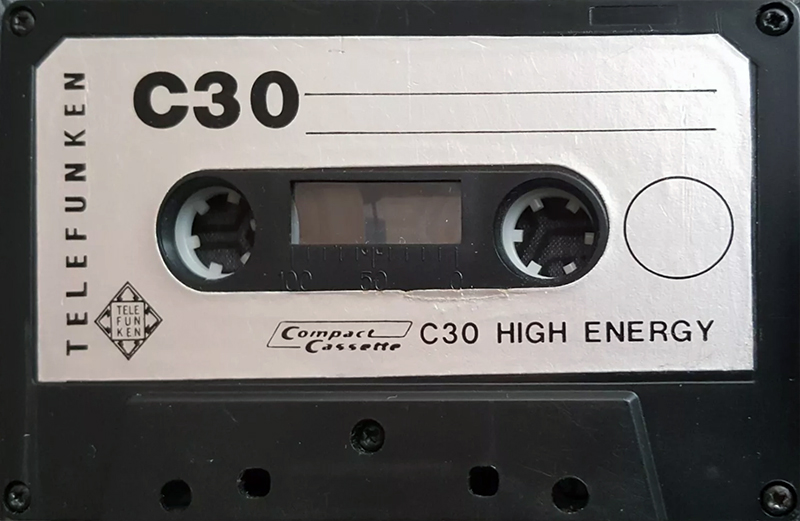 C30
TELEFUNKEN
TELE
FUN
KEN
100 50 0
Compact
Cassette
C30 HIGH ENERGY